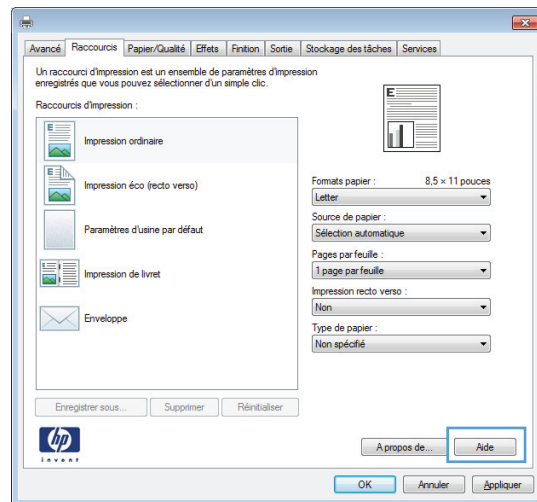 Avancé Raccourcis Papier/Qualité Effets Finition Sortie Stockage des tâches Services
Un raccourci d'impression est un ensemble de paramètres d'impression
enregistrés que vous pouvez sélectionner d'un simple clic.
Raccourcis d'impression :
Impression ordinaire
Impression éco (recto verso)
Paramètres d'usine par défaut
Impression de livret
Enveloppe
E
Formats papier : 8,5 × 11 pouces
Letter
Source de papier :
Sélection automatique
Pages par feuille :
1 page par feuille
Impression recto verso :
Non
Type de papier :
Non spécifié
Enregistrer sous... Supprimer Réinitialiser
hp
invent
A propos de... Aide
OK Annuler Appliquer